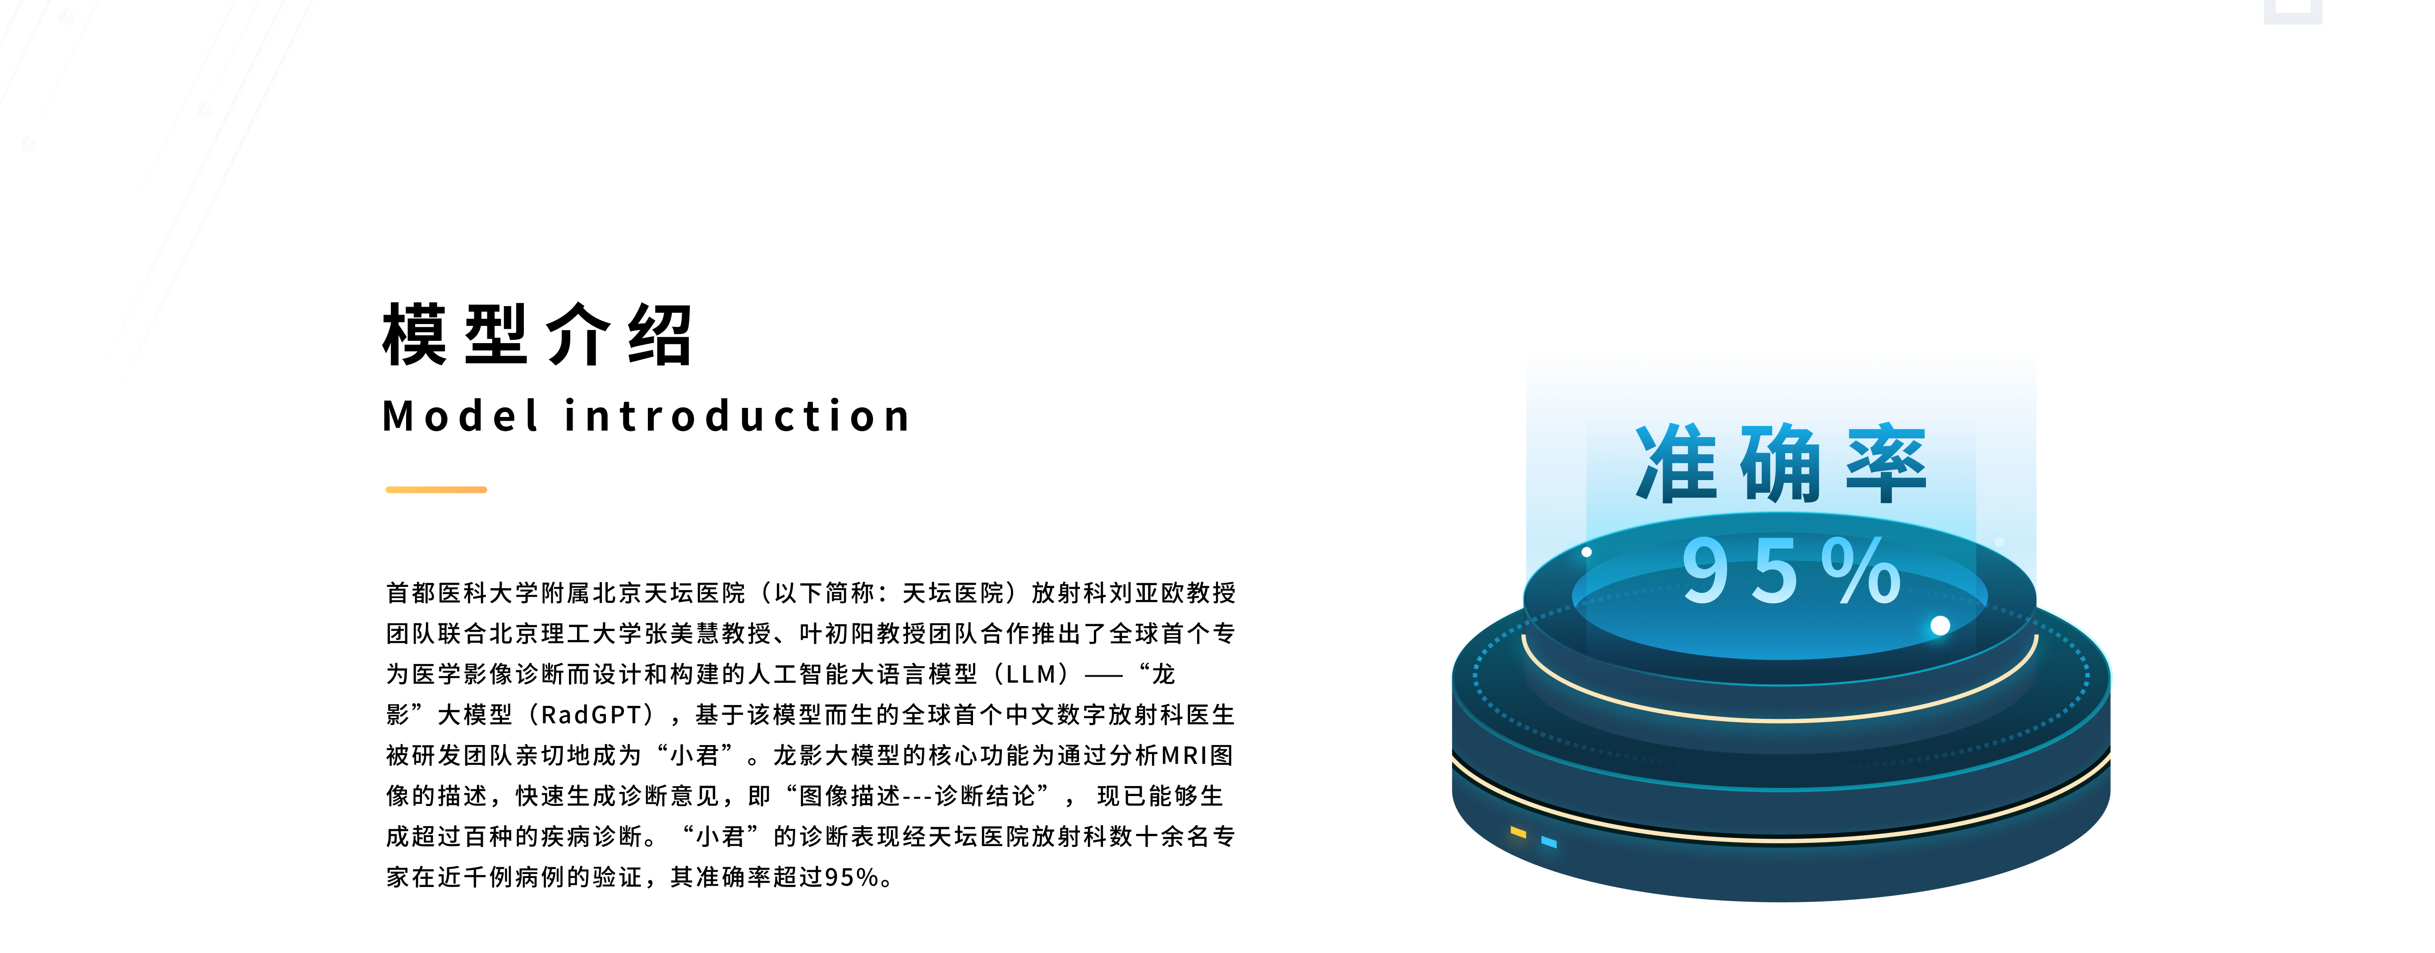 模型介绍
Model introduction
首都医科大学附属北京天坛医院（以下简称：天坛医院）放射科刘亚欧教授
团队联合北京理工大学张美慧教授、叶初阳教授团队合作推出了全球首个专
为医学影像诊断而设计和构建的人工智能大语言模型（LLM）——“龙
影”大模型（RadGPT），基于该模型而生的全球首个中文数字放射科医生
被研发团队亲切地成为“小君”。龙影大模型的核心功能为通过分析MRI图
像的描述，快速生成诊断意见，即“图像描述---诊断结论”， 现已能够生
成超过百种的疾病诊断。“小君”的诊断表现经天坛医院放射科数十余名专
家在近千例病例的验证，其准确率超过95%。
准确率
95%